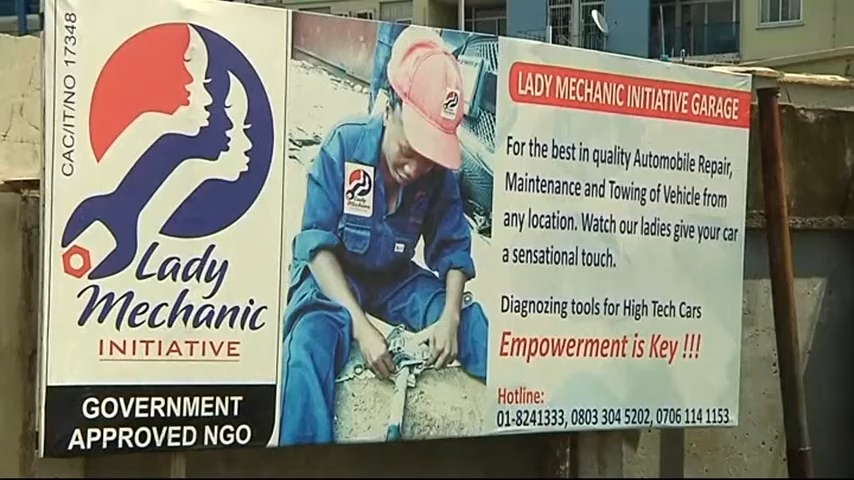 CAC/IT/NO 17348
Lady
Mechanic
INITIATIVE
GOVERNMENT
APPROVED NGO
Lady
Mechanic
LADY MECHANIC INITIATIVE GARAGE
For the best in quality Automobile Repair,
Maintenance and Towing of Vehicle from
any location. Watch our ladies give your car
a sensational touch.
Diagnozing tools for High Tech Cars
Empowerment is Key !!!
Hotline:
01-8241333, 0803 304 5202, 0706 114 1153